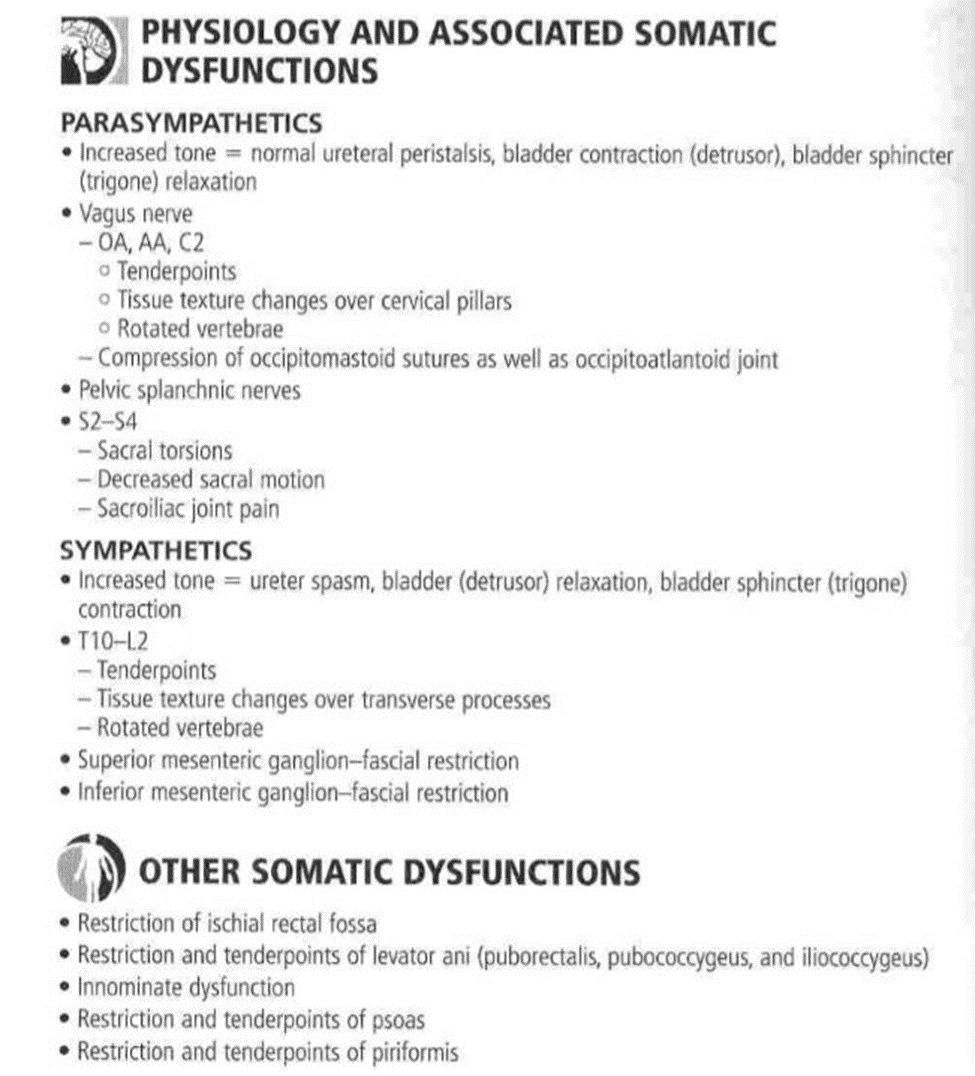 PHYSIOLOGY AND ASSOCIATED SOMATIC
DYSFUNCTIONS
PARASYMPATHETICS
• Increased tone = normal ureteral peristalsis, bladder contraction (detrusor), bladder sphincter
(trigone) relaxation
• Vagus nerve
– OA, AA, C2
○ Tenderpoints
○ Tissue texture changes over cervical pillars
○ Rotated vertebrae
– Compression of occipitomastoid sutures as well as occipitoatlantoid joint
• Pelvic splanchnic nerves
• S2–S4
– Sacral torsions
– Decreased sacral motion
– Sacroiliac joint pain
SYMPATHETICS
• Increased tone = ureter spasm, bladder (detrusor) relaxation, bladder sphincter (trigone)
contraction
• T10–L2
– Tenderpoints
– Tissue texture changes over transverse processes
– Rotated vertebrae
• Superior mesenteric ganglion–fascial restriction
• Inferior mesenteric ganglion–fascial restriction
OTHER SOMATIC DYSFUNCTIONS
• Restriction of ischial rectal fossa
• Restriction and tenderpoints of levator ani (puborectalis, pubococcygeus, and iliococcygeus)
• Innominate dysfunction
• Restriction and tenderpoints of psoas
• Restriction and tenderpoints of piriformis